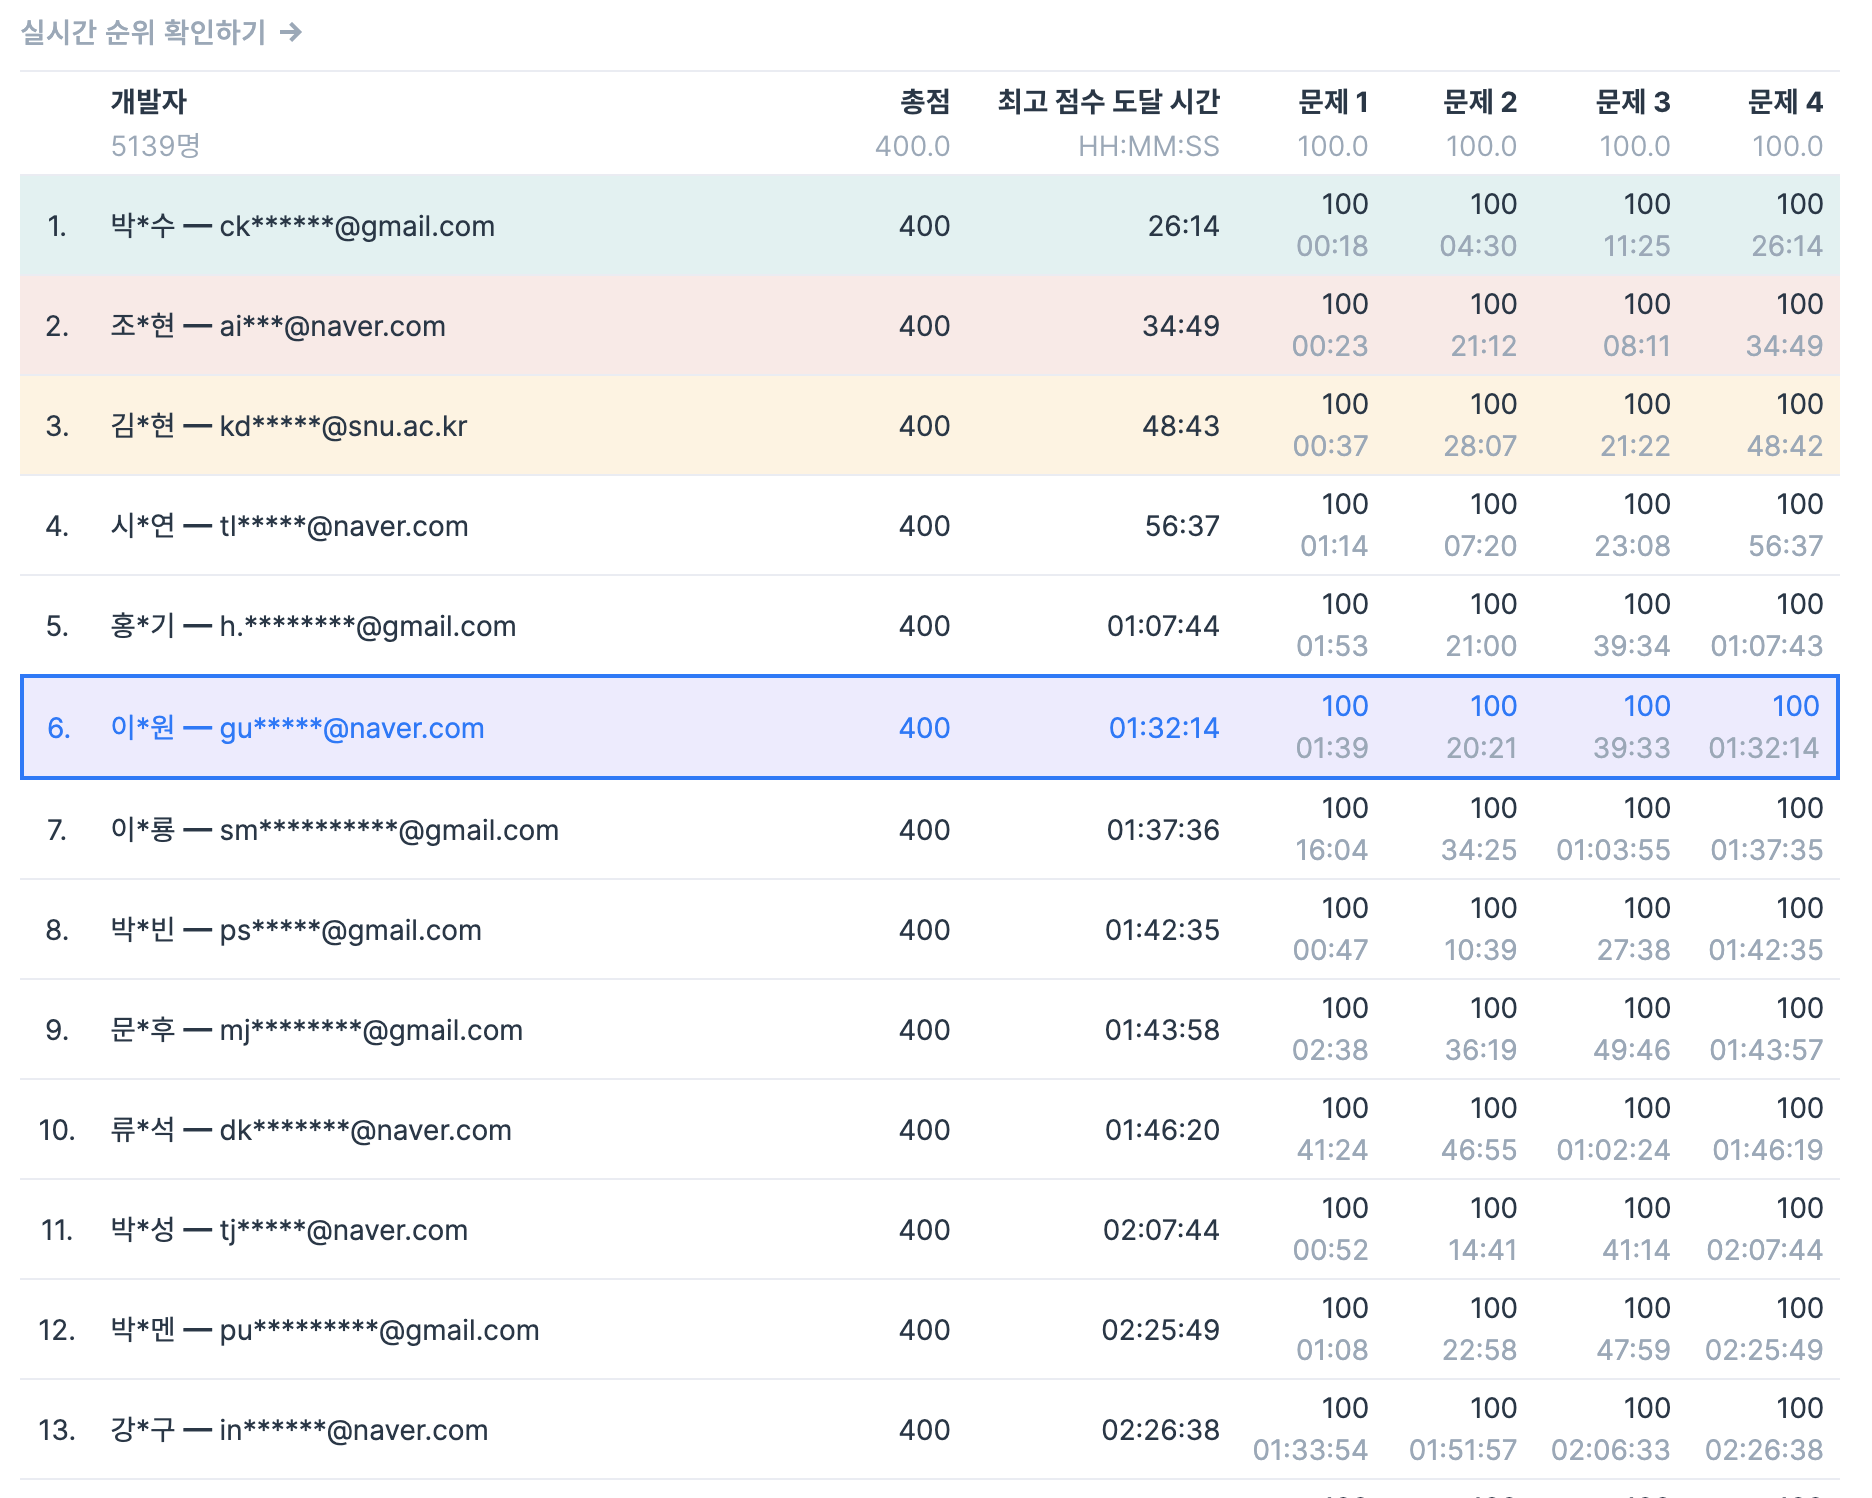 실시간 순위 확인하기 →
개발자 총점 최고 점수 도달 시간 문제 1 문제 2 문제 3 문제 4
5139명 400.0 HH:MM:SS 100.0 100.0 100.0 100.0
100 100 100 100
1. 박*수 — ck******@gmail.com 400 26:14
00:18 04:30 11:25 26:14
100 100 100 100
2. 조*현 — ai***@naver.com 400 34:49
00:23 21:12 08:11 34:49
100 100 100 100
3. 김*현 — kd*****@snu.ac.kr 400 48:43
00:37 28:07 21:22 48:42
100 100 100 100
4. 시*연 — tl*****@naver.com 400 56:37
01:14 07:20 23:08 56:37
100 100 100 100
5. 홍*기 — h.********@gmail.com 400 01:07:44
01:53 21:00 39:34 01:07:43
100 100 100 100
6. 이*원 — gu*****@naver.com 400 01:32:14
01:39 20:21 39:33 01:32:14
100 100 100 100
7. 이*룡 — sm**********@gmail.com 400 01:37:36
16:04 34:25 01:03:55 01:37:35
100 100 100 100
8. 박*빈 — ps*****@gmail.com 400 01:42:35
00:47 10:39 27:38 01:42:35
100 100 100 100
9. 문*후 — mj********@gmail.com 400 01:43:58
02:38 36:19 49:46 01:43:57
100 100 100 100
10. 류*석 — dk*******@naver.com 400 01:46:20
41:24 46:55 01:02:24 01:46:19
100 100 100 100
11. 박*성 — tj*****@naver.com 400 02:07:44
00:52 14:41 41:14 02:07:44
100 100 100 100
12. 박*멘 — pu*********@gmail.com 400 02:25:49
01:08 22:58 47:59 02:25:49
100 100 100 100
13. 강*구 — in******@naver.com 400 02:26:38
01:33:54 01:51:57 02:06:33 02:26:38